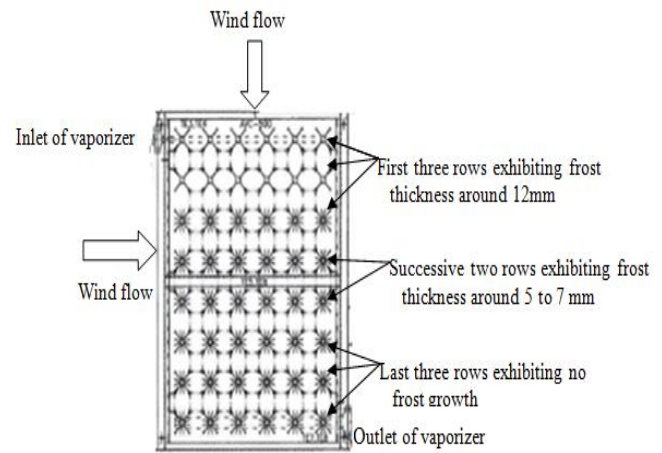 Wind flow
Inlet of vaporizer
First three rows exhibiting frost
thickness around 12mm
Wind flow
Successive two rows exhibiting frost
thickness around 5 to 7 mm
Last three rows exhibiting no
frost growth
Outlet of vaporizer